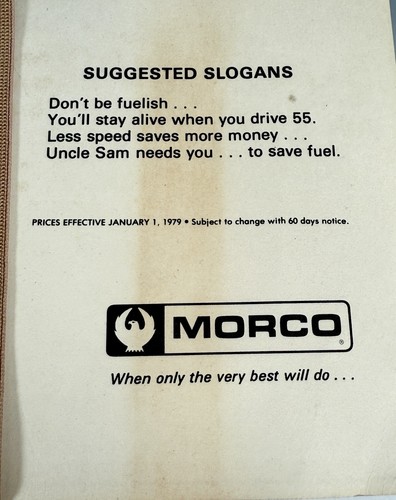 SUGGESTED SLOGANS
Don't be fuelish . . .
You'll stay alive when you drive 55.
Less speed saves more money . . .
Uncle Sam needs you . . . to save fuel.
PRICES EFFECTIVE JANUARY 1, 1979 • Subject to change with 60 days notice.
MORCO ®
When only the very best will do . . .